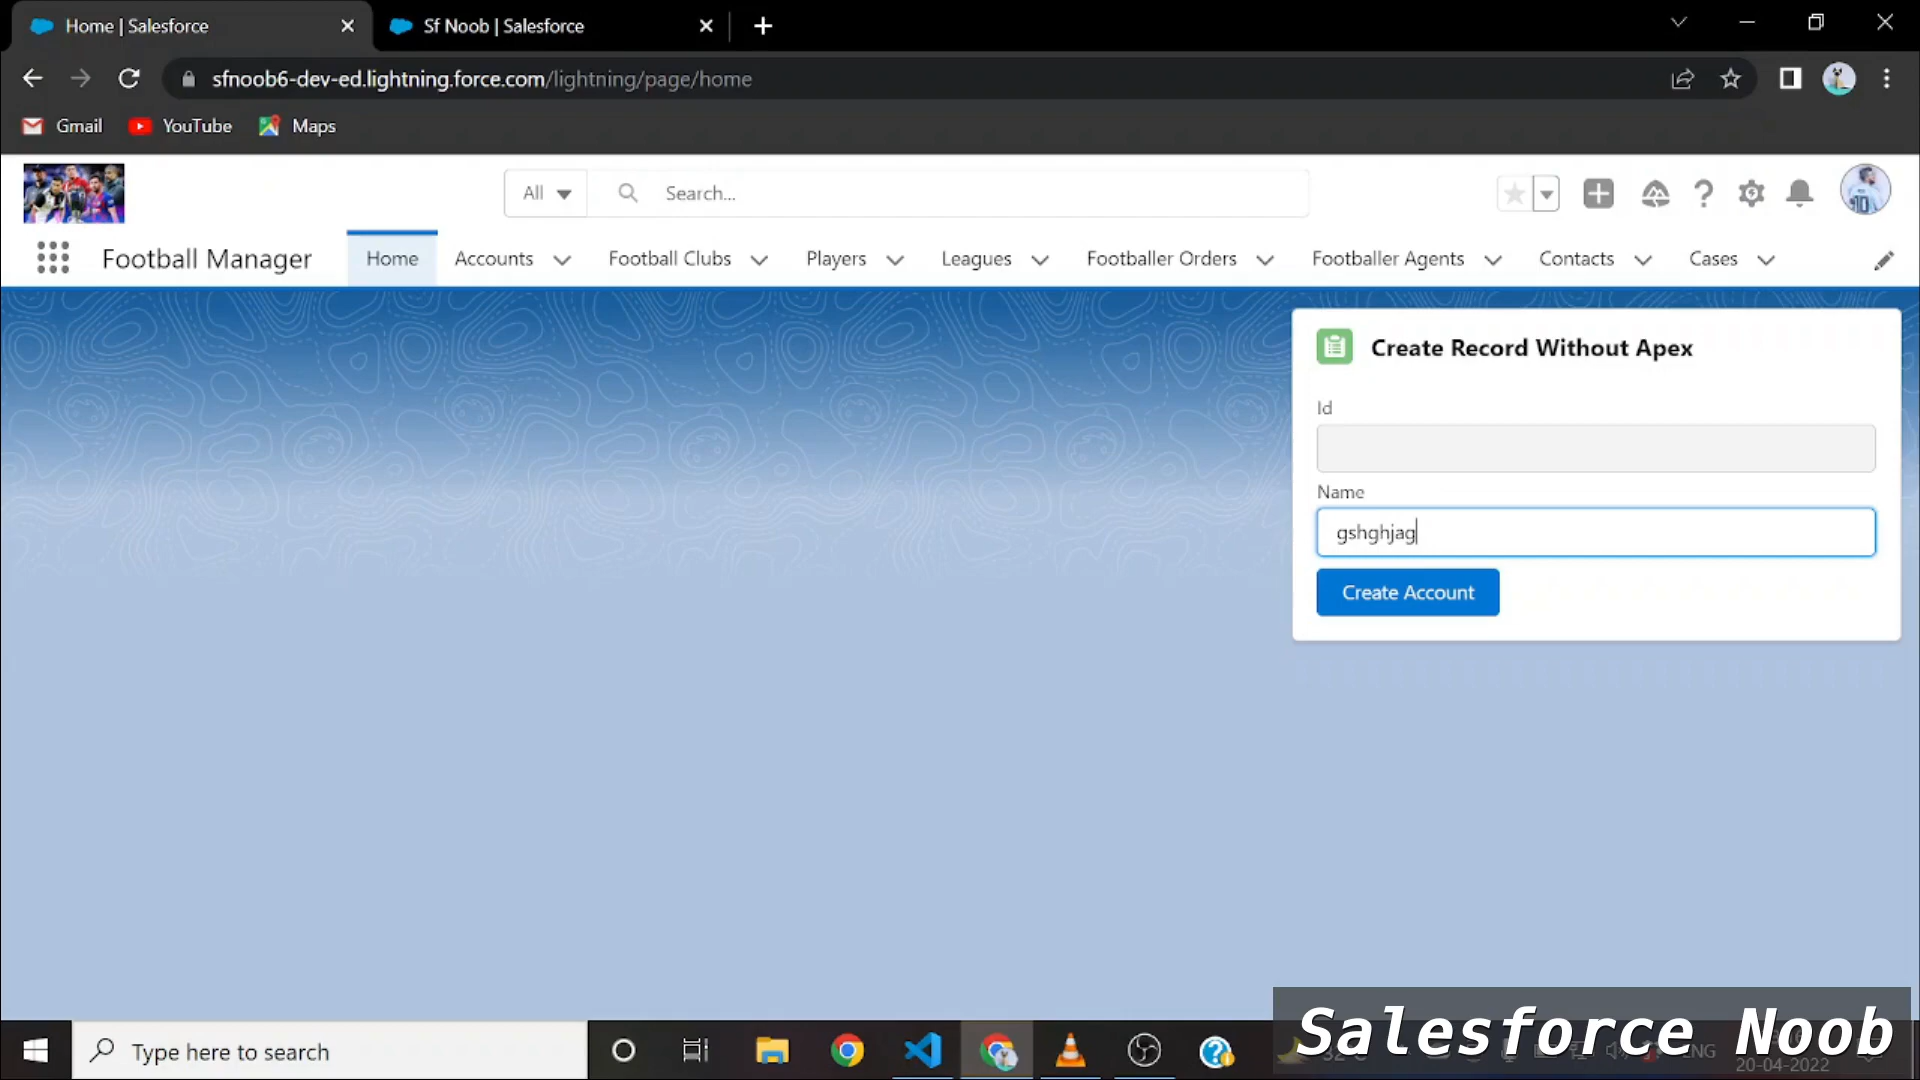 Home | Salesforce
Sf Noob | Salesforce
sfnoob6-dev-ed.lightning.force.com/lightning/page/home
Gmail
YouTube
Maps
All
Search...
Football Manager
Home
Accounts
Football Clubs
Players
Leagues
Footballer Orders
Footballer Agents
Contacts
Cases
Create Record Without Apex
Id
Name
gshghjag
Create Account
Type here to search
Salesforce Noob
20-04-2022